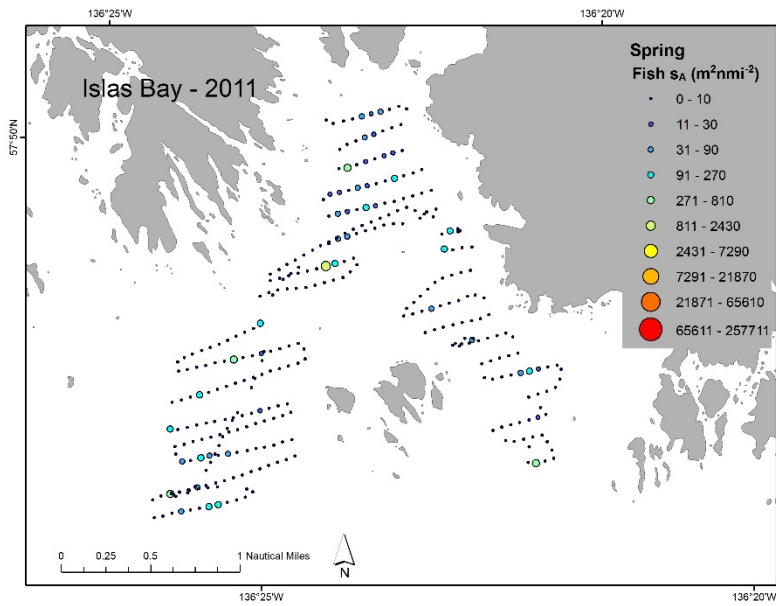 136°25'W 136°20'W
Islas Bay - 2011
57°50'N
Spring
Fish sA (m²nmi-²)
0 - 10
11 - 30
31 - 90
91 - 270
271 - 810
811 - 2430
2431 - 7290
7291 - 21870
21871 - 65610
65611 - 257711
0 0.25 0.5 1 Nautical Miles
N
136°25'W 136°20'W